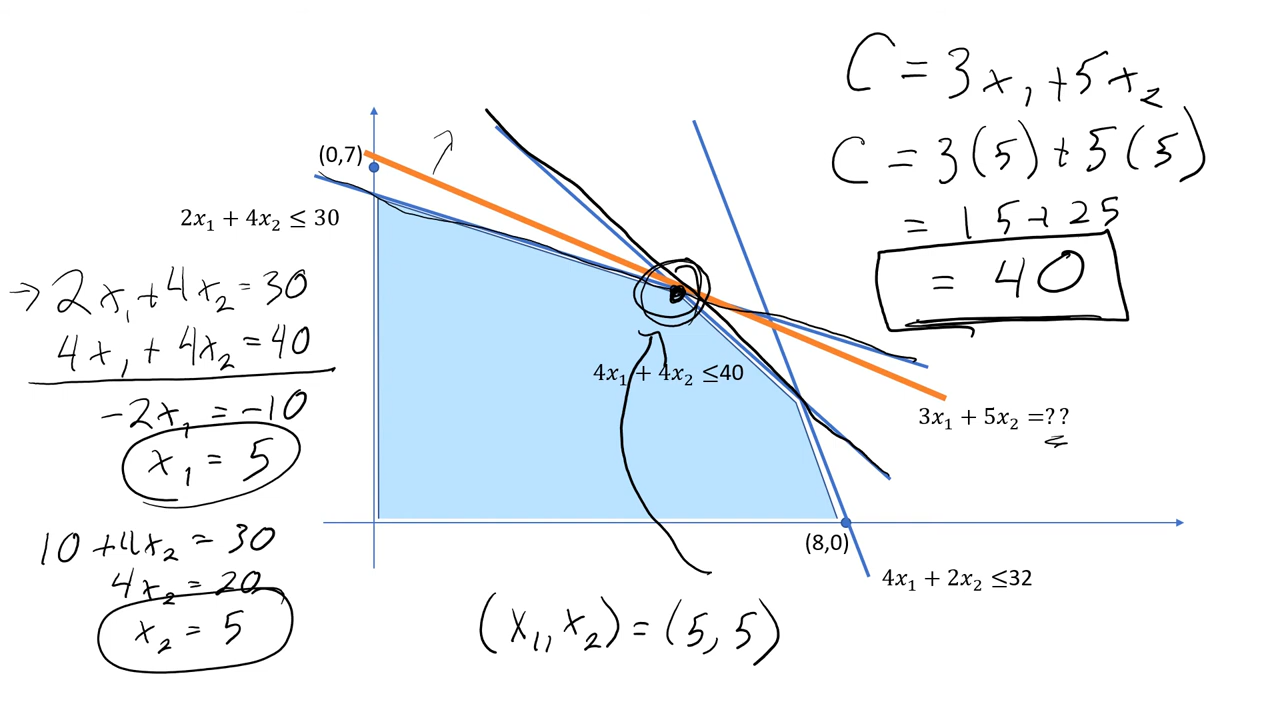 C = 3x₁ + 5x₂
C = 3(5) + 5(5)
= 15 + 25
= 40
(0,7)
2x₁ + 4x₂ ≤ 30
→ 2x₁ + 4x₂ = 30
4x₁ + 4x₂ = 40
-2x₁ = -10
x₁ = 5
10 + 4x₂ = 30
4x₂ = 20
x₂ = 5
4x₁ + 4x₂ ≤40
3x₁ + 5x₂ =??
(8,0)
4x₁ + 2x₂ ≤32
(x₁, x₂) = (5, 5)